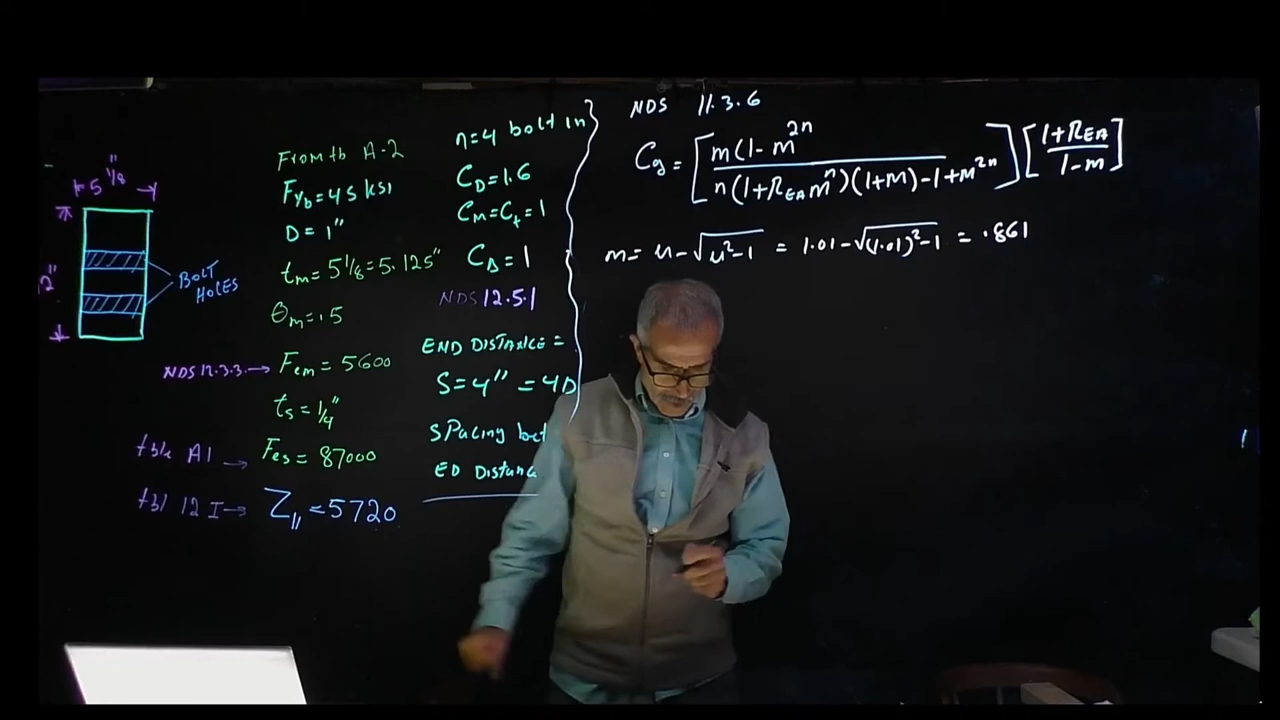 5 1/8"
2"
BOLT
HOLES
From tb A-2
Fyb = 45 ksi
D = 1"
tm = 5 1/8 = 5.125"
θm = .5
NDS 12.3.3 → Fem = 5600
ts = 1/4"
table A1 → Fes = 87000
tbl 12 I → Z∥ = 5720
n=4 bolt in
CD = 1.6
CM = Ct = 1
CΔ = 1
NDS 12.5.1
END DISTANCE =
S = 4" = 4D
SPacing bet
ED Distanc
NDS 11.3.6
Cg = [m(1-m^2n) / n(1+REA m^n)(1+m)-1+m^2n] [1+REA / 1-m]
m = u - √u²-1 = 1.01 - √(1.01)²-1 = .861